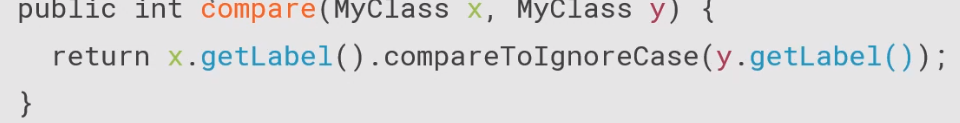 public int compare(MyClass x, MyClass y) {
return x.getLabel().compareToIgnoreCase(y.getLabel());
}